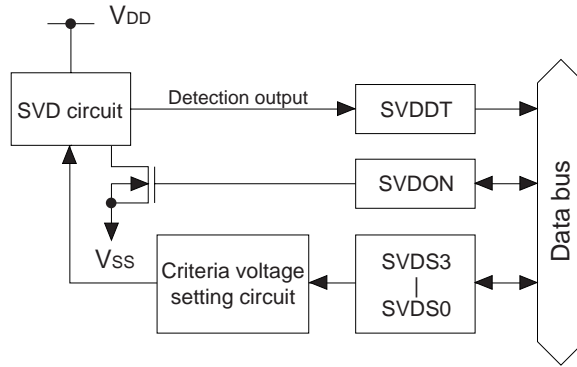 VDD
SVD circuit
Detection output
SVDDT
SVDON
VSS
Criteria voltage
setting circuit
SVDS3
|
SVDS0
Data bus